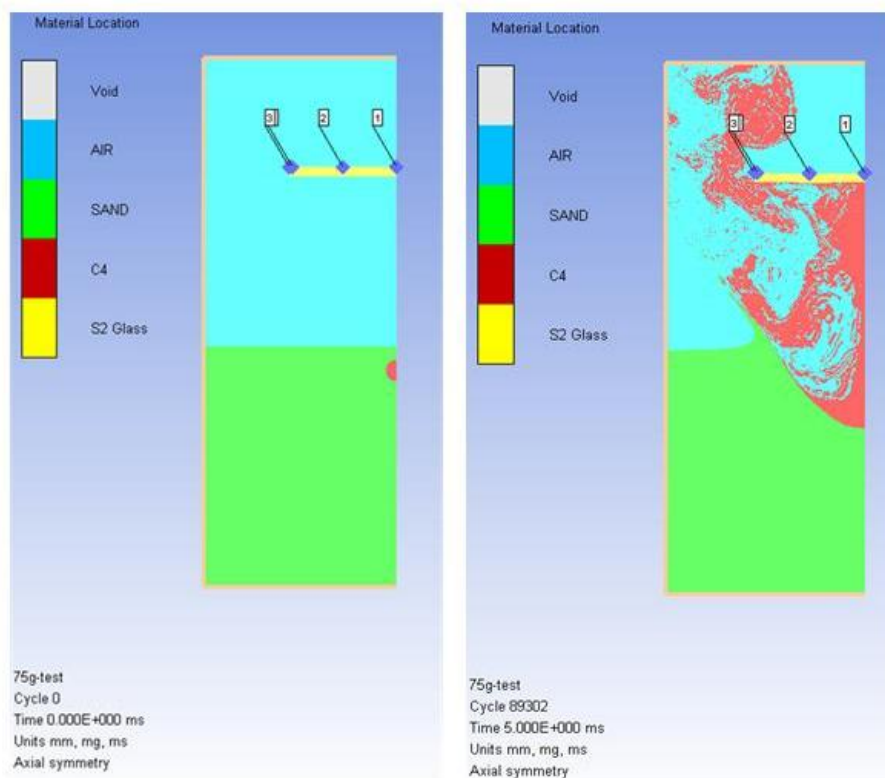 Material Location
Void
AIR
SAND
C4
S2 Glass
3
2
1
75g-test
Cycle 0
Time 0.000E+000 ms
Units mm, mg, ms
Axial symmetry
Material Location
Void
AIR
SAND
C4
S2 Glass
3
2
1
75g-test
Cycle 89302
Time 5.000E+000 ms
Units mm, mg, ms
Axial symmetry